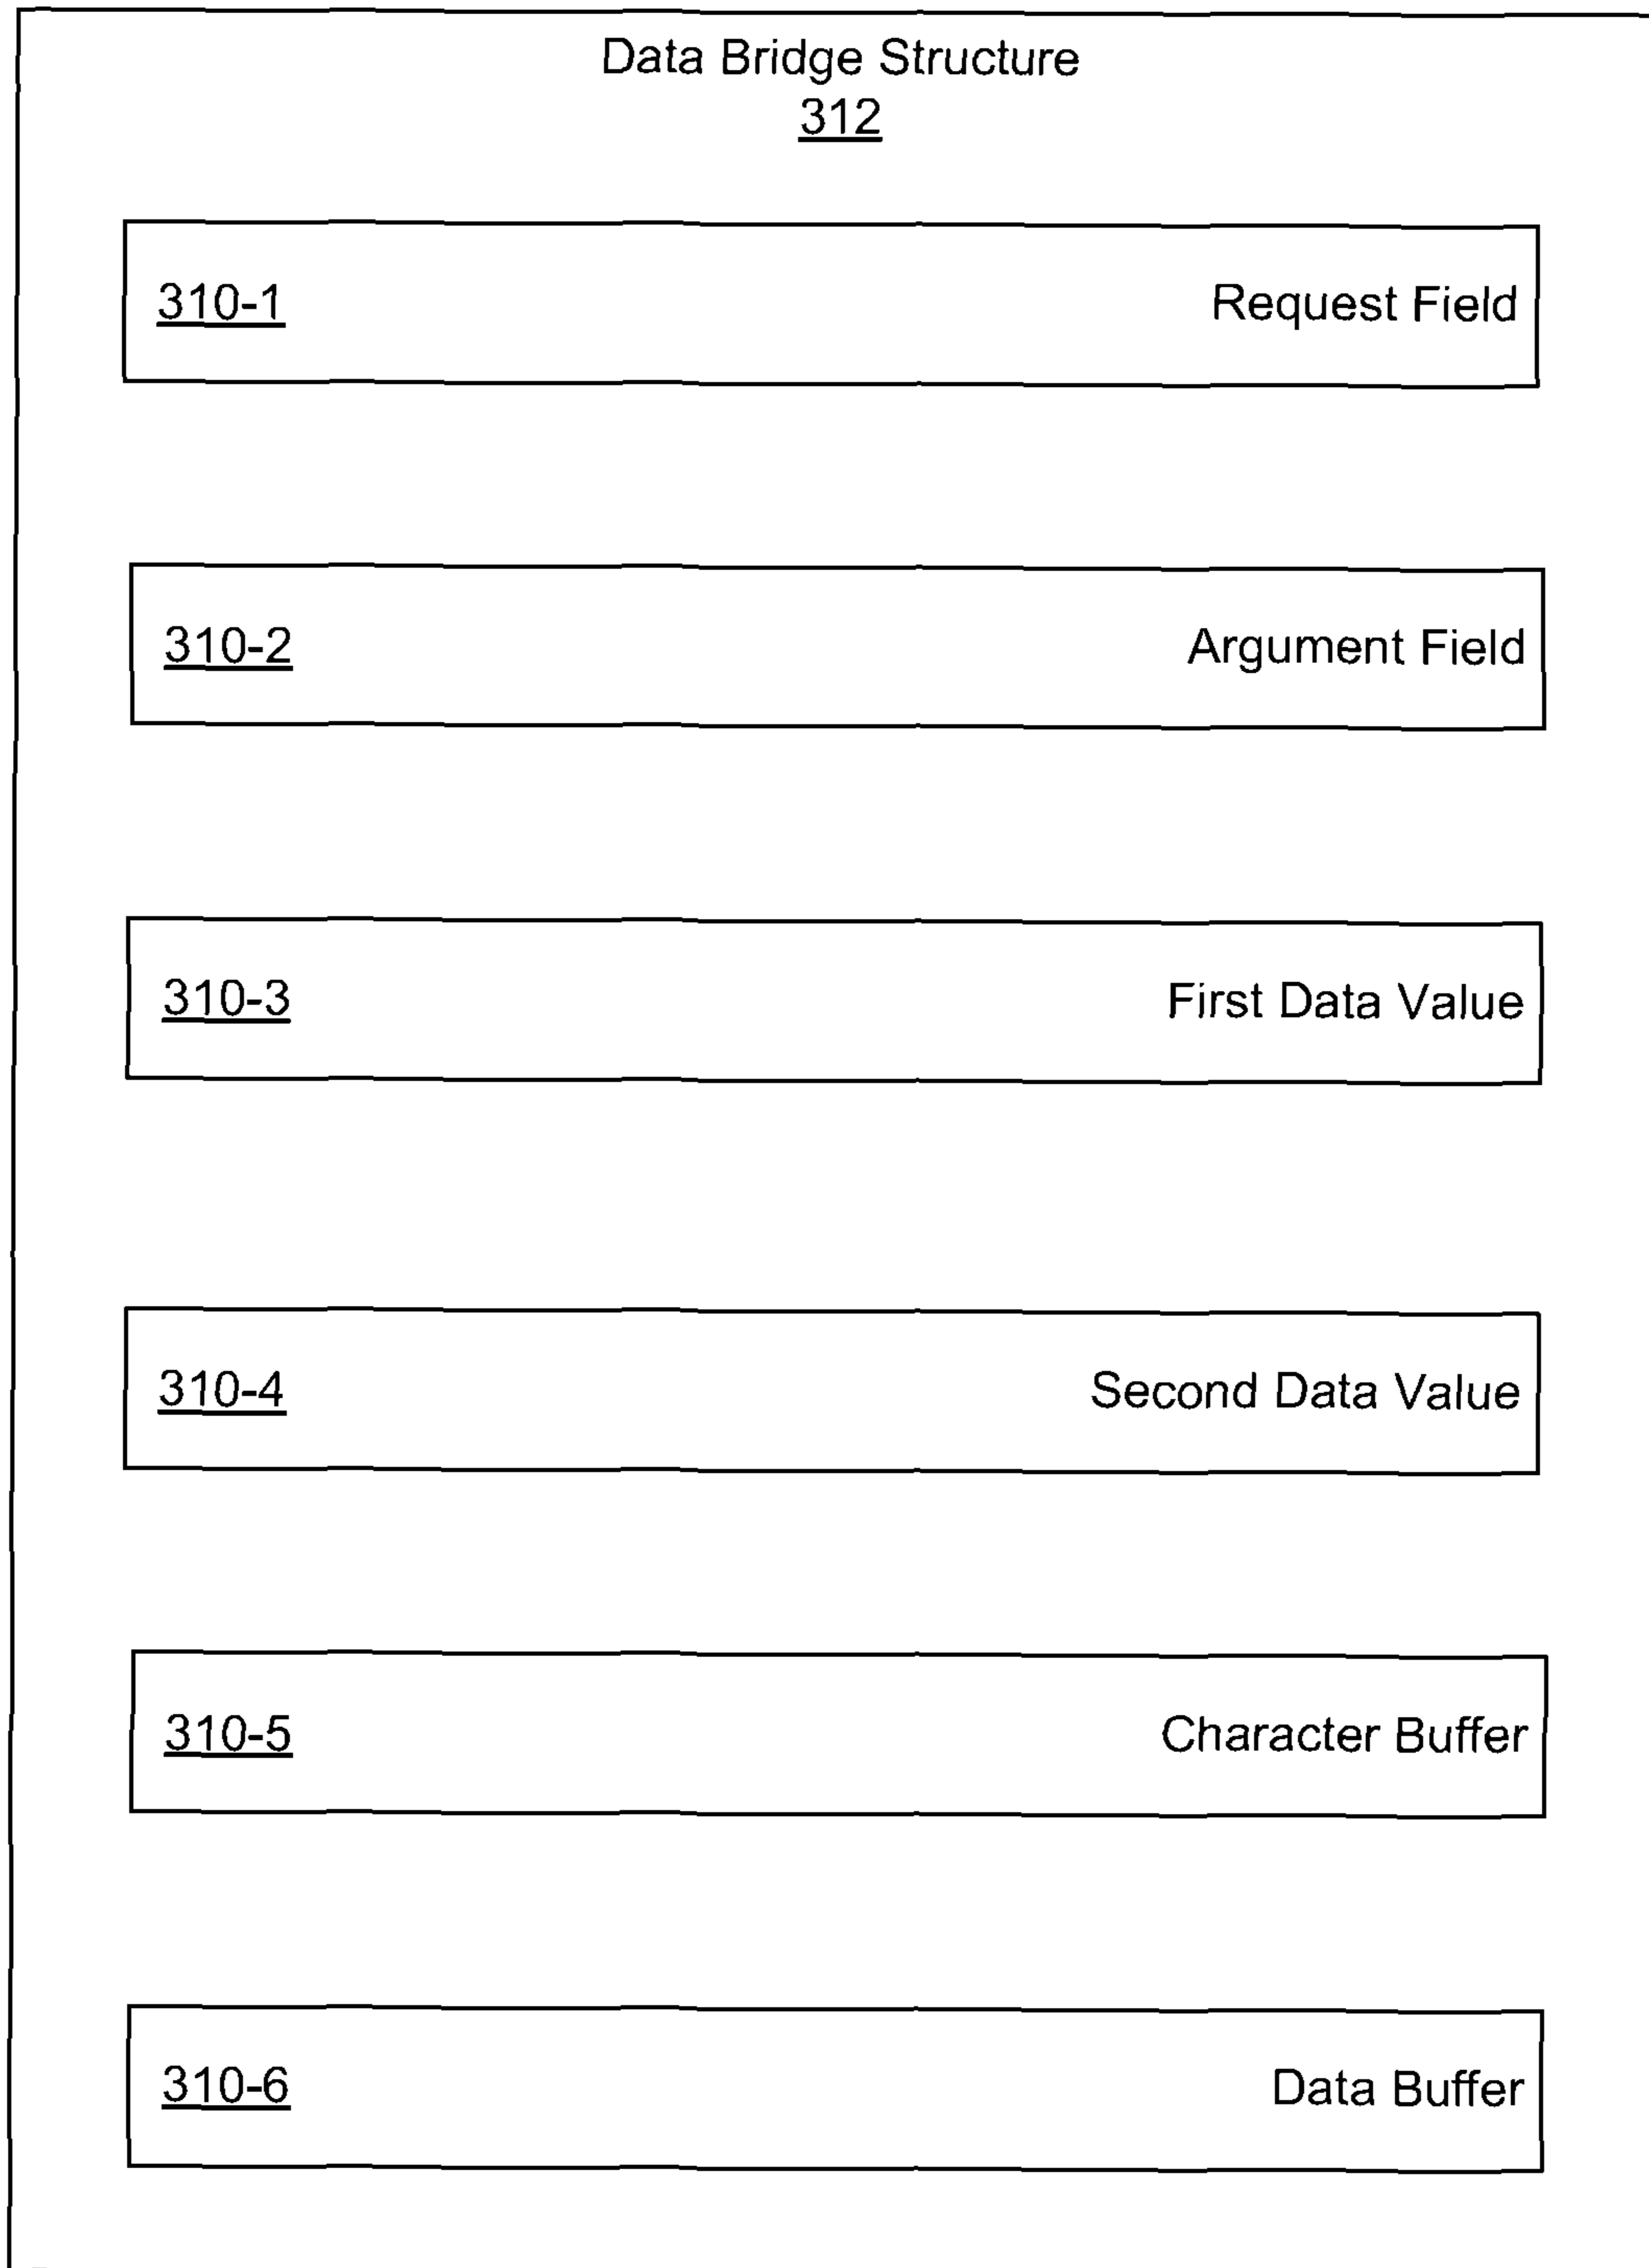 Data Bridge Structure
312
310-1 Request Field
310-2 Argument Field
310-3 First Data Value
310-4 Second Data Value
310-5 Character Buffer
310-6 Data Buffer